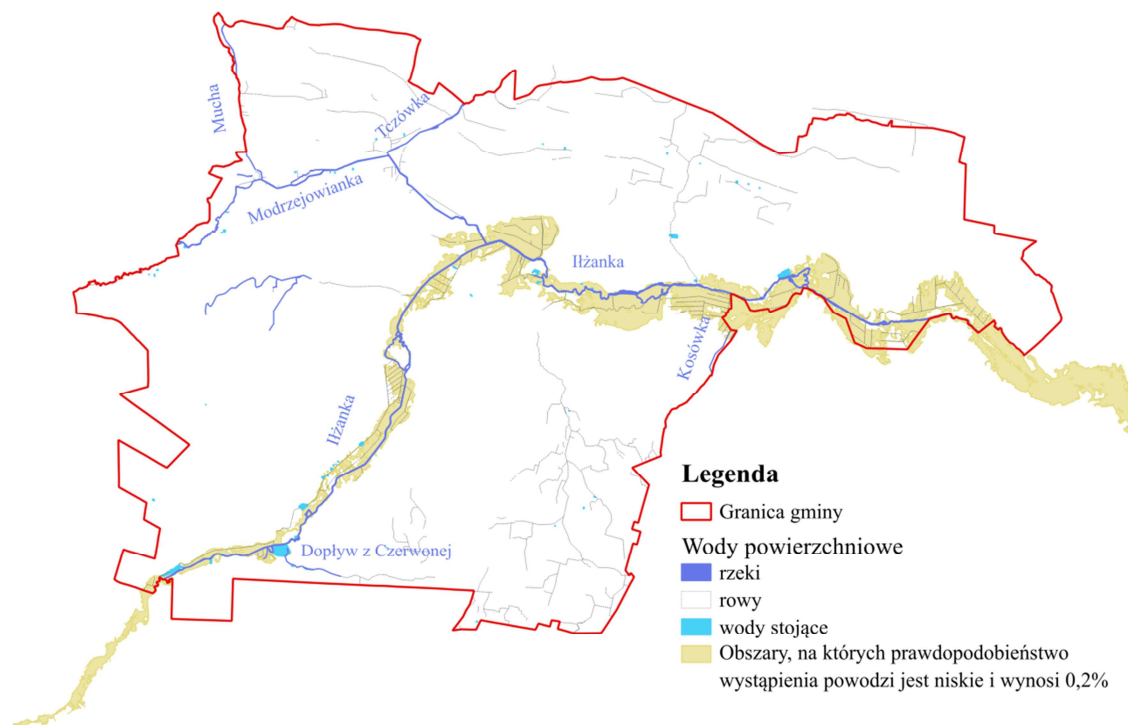 Mucha
Tczówka
Modrzejowianka
Iłżanka
Kosówka
Iłżanka
Dopływ z Czerwonej
Legenda
Granica gminy
Wody powierzchniowe
rzeki
rowy
wody stojące
Obszary, na których prawdopodobieństwo
wystąpienia powodzi jest niskie i wynosi 0,2%